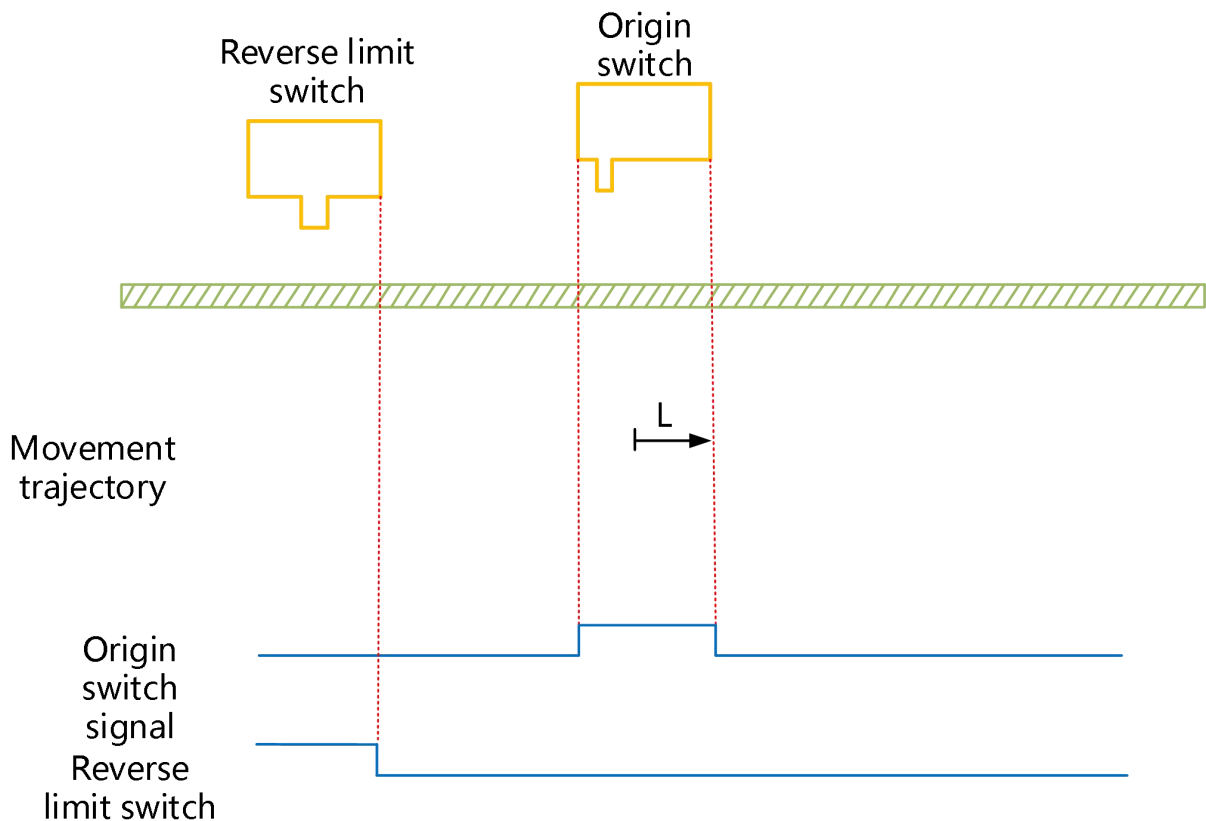 Reverse limit
switch
Origin
switch
L
Movement
trajectory
Origin
switch
signal
Reverse
limit switch